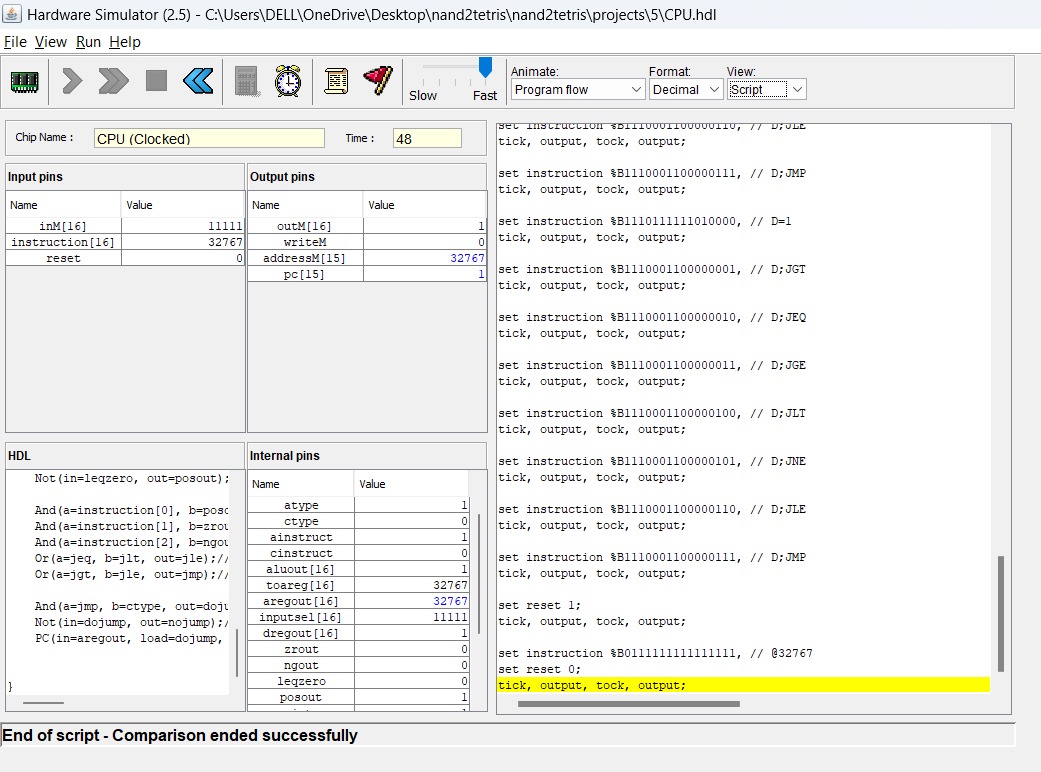 Hardware Simulator (2.5) - C:\Users\DELL\OneDrive\Desktop\nand2tetris\nand2tetris\projects\5\CPU.hdl
File View Run Help
Slow Fast
Animate: Format: View:
Program flow Decimal Script
Chip Name : CPU (Clocked) Time : 48
Input pins
Name Value
inM[16] 11111
instruction[16] 32767
reset 0
Output pins
Name Value
outM[16] 1
writeM 0
addressM[15] 32767
pc[15] 1
HDL
Not(in=leqzero, out=posout);
And(a=instruction[0], b=poso
And(a=instruction[1], b=zrou
And(a=instruction[2], b=ngou
Or(a=jeq, b=jlt, out=jle);//
Or(a=jgt, b=jle, out=jmp);//
And(a=jmp, b=ctype, out=doju
Not(in=dojump, out=nojump);/
PC(in=aregout, load=dojump,
}
Internal pins
Name Value
atype 1
ctype 0
ainstruct 1
cinstruct 0
aluout[16] 1
toareg[16] 32767
aregout[16] 32767
inputsel[16] 11111
dregout[16] 1
zrout 0
ngout 0
leqzero 0
posout 1
set instruction %B1110001100000110, // D;JLE
tick, output, tock, output;
set instruction %B1110001100000111, // D;JMP
tick, output, tock, output;
set instruction %B1110111111010000, // D=1
tick, output, tock, output;
set instruction %B1110001100000001, // D;JGT
tick, output, tock, output;
set instruction %B1110001100000010, // D;JEQ
tick, output, tock, output;
set instruction %B1110001100000011, // D;JGE
tick, output, tock, output;
set instruction %B1110001100000100, // D;JLT
tick, output, tock, output;
set instruction %B1110001100000101, // D;JNE
tick, output, tock, output;
set instruction %B1110001100000110, // D;JLE
tick, output, tock, output;
set instruction %B1110001100000111, // D;JMP
tick, output, tock, output;
set reset 1;
tick, output, tock, output;
set instruction %B0111111111111111, // @32767
set reset 0;
tick, output, tock, output;
End of script - Comparison ended successfully